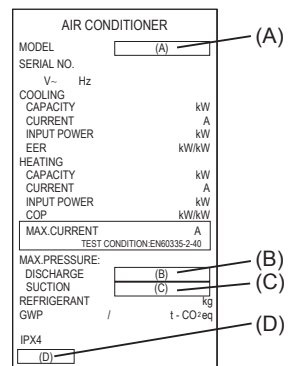 AIR CONDITIONER
MODEL (A)
(A)
SERIAL NO.
V~ Hz
COOLING
CAPACITY kW
CURRENT A
INPUT POWER kW
EER kW/kW
HEATING
CAPACITY kW
CURRENT A
INPUT POWER kW
COP kW/kW
MAX.CURRENT A
TEST CONDITION:EN60335-2-40
MAX.PRESSURE:
DISCHARGE (B)
(B)
SUCTION (C)
(C)
REFRIGERANT kg
GWP / t - CO²eq
IPX4
(D)
(D)